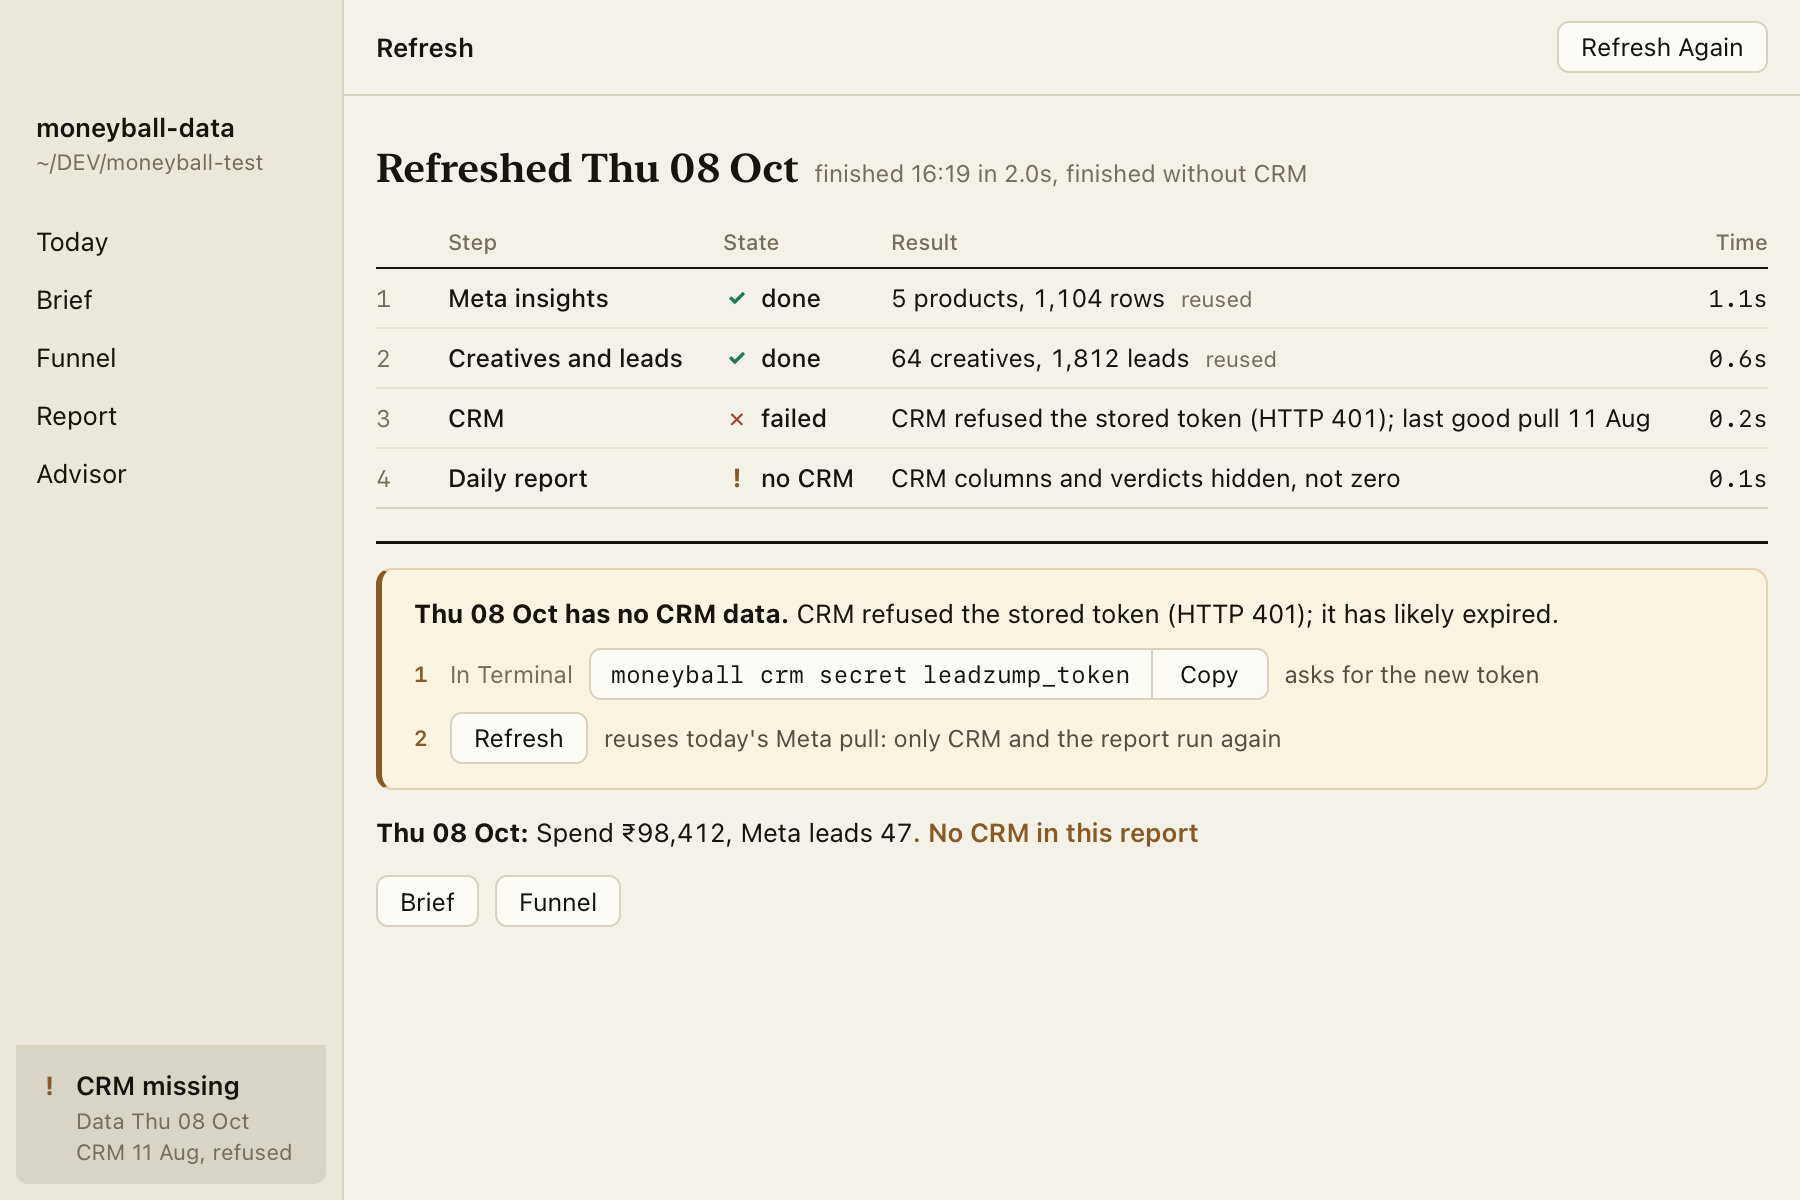 Refresh
Refresh Again
moneyball-data
~/DEV/moneyball-test
Today
Brief
Funnel
Report
Advisor
! CRM missing
Data Thu 08 Oct
CRM 11 Aug, refused
Refreshed Thu 08 Oct finished 16:19 in 2.0s, finished without CRM
Step State Result Time
1 Meta insights ✓ done 5 products, 1,104 rows reused 1.1s
2 Creatives and leads ✓ done 64 creatives, 1,812 leads reused 0.6s
3 CRM ✕ failed CRM refused the stored token (HTTP 401); last good pull 11 Aug 0.2s
4 Daily report ! no CRM CRM columns and verdicts hidden, not zero 0.1s
Thu 08 Oct has no CRM data. CRM refused the stored token (HTTP 401); it has likely expired.
1 In Terminal moneyball crm secret leadzump_token Copy asks for the new token
2 Refresh reuses today's Meta pull: only CRM and the report run again
Thu 08 Oct: Spend ₹98,412, Meta leads 47. No CRM in this report
Brief Funnel